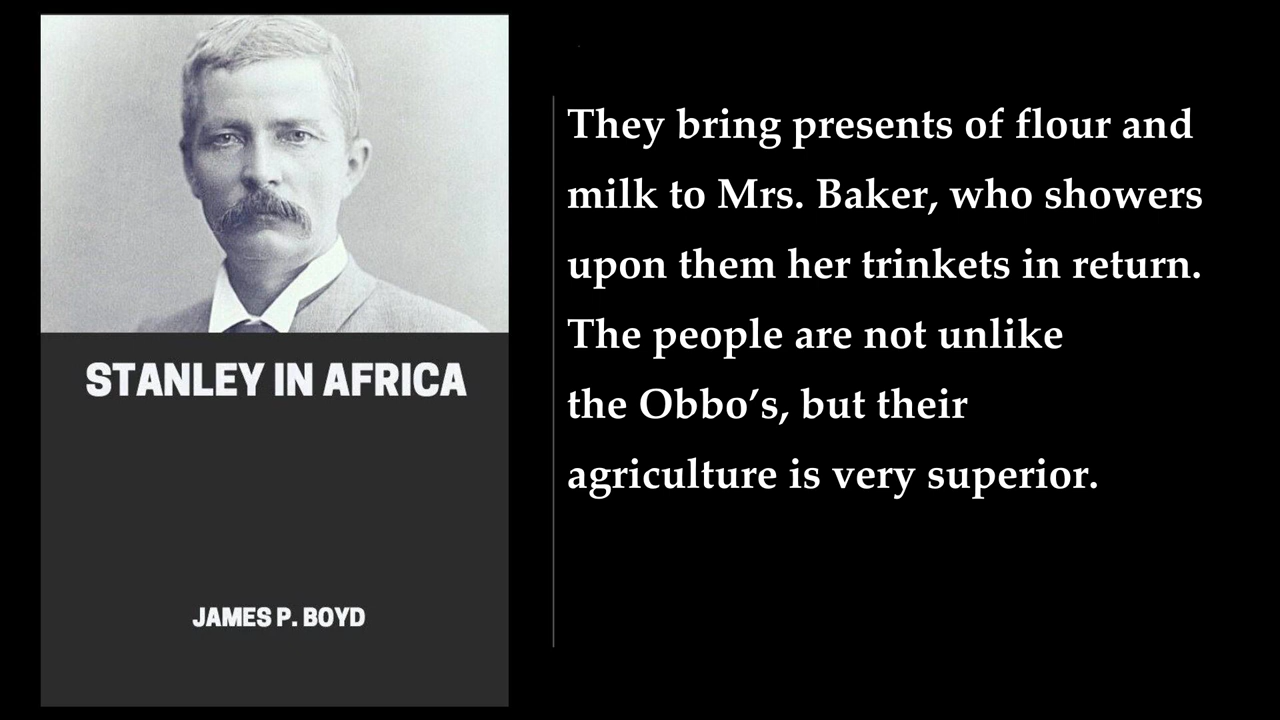 STANLEY IN AFRICA
JAMES P. BOYD
They bring presents of flour and
milk to Mrs. Baker, who showers
upon them her trinkets in return.
The people are not unlike
the Obbo’s, but their
agriculture is very superior.